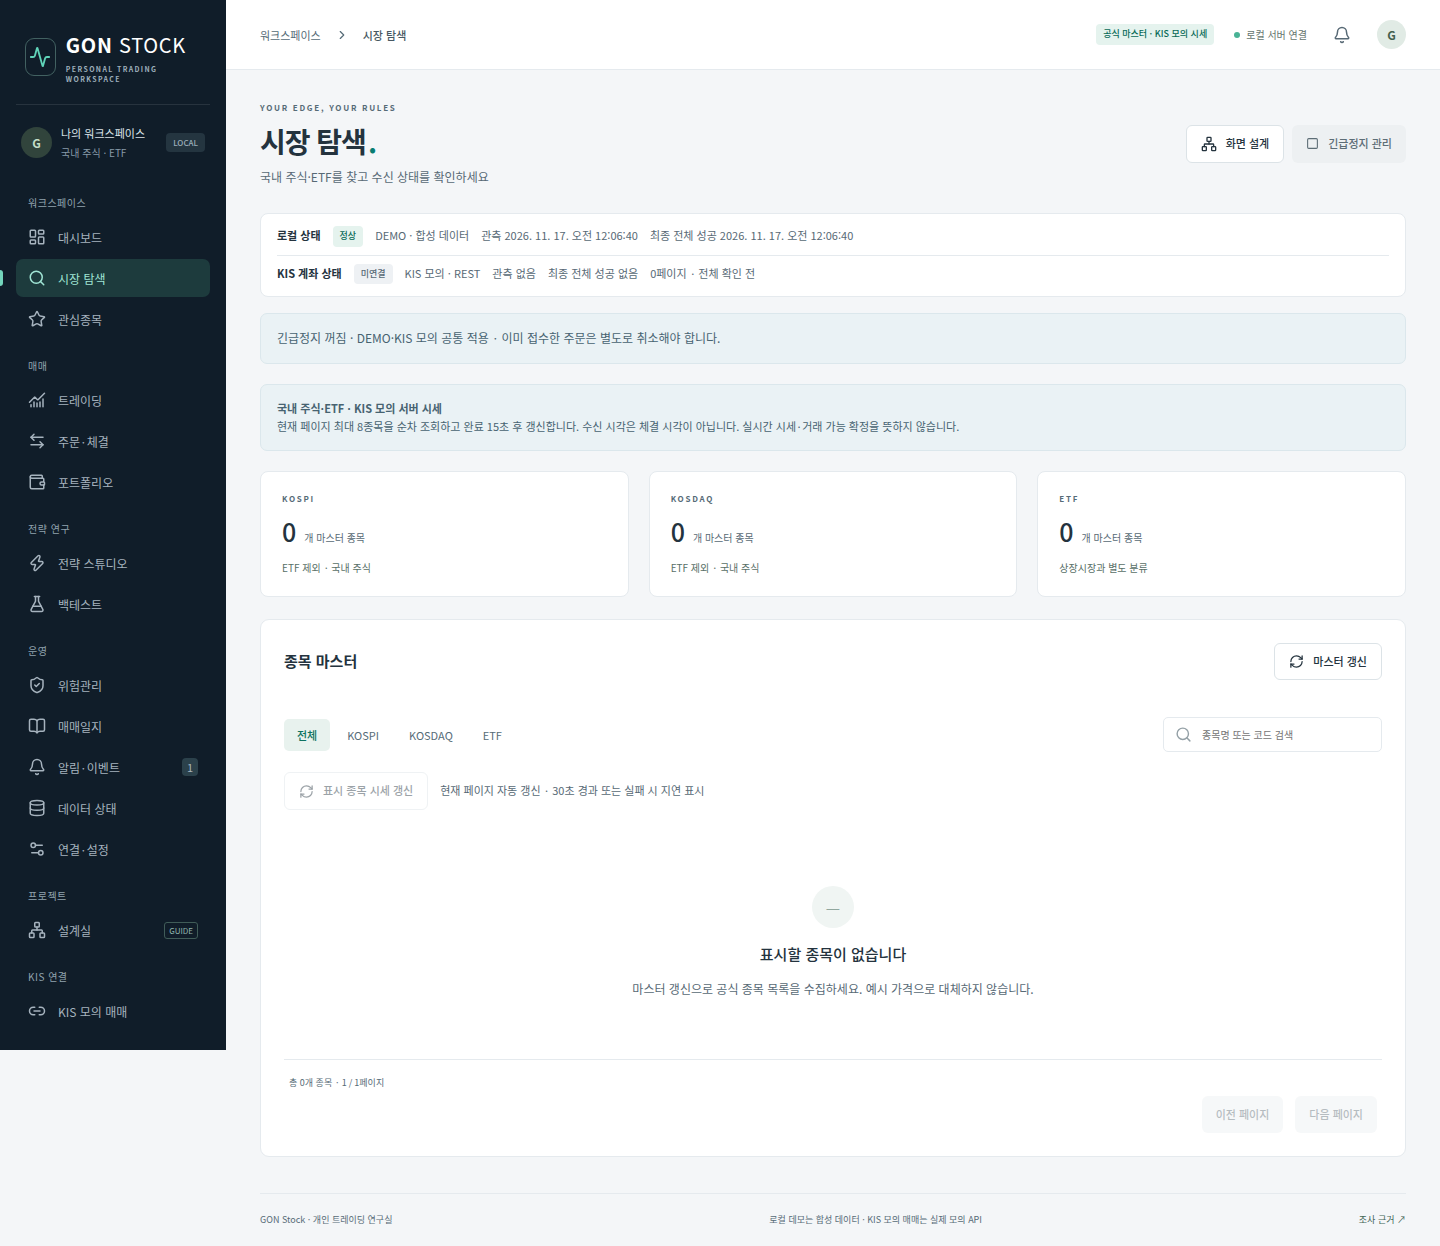 GON STOCK
PERSONAL TRADING
WORKSPACE
G
나의 워크스페이스
국내 주식 · ETF
LOCAL
워크스페이스
대시보드
시장 탐색
관심종목
매매
트레이딩
주문·체결
포트폴리오
전략 연구
전략 스튜디오
백테스트
운영
위험관리
매매일지
알림·이벤트
1
데이터 상태
연결·설정
프로젝트
설계실
GUIDE
KIS 연결
KIS 모의 매매
워크스페이스 > 시장 탐색
공식 마스터 · KIS 모의 시세
로컬 서버 연결
G
YOUR EDGE, YOUR RULES
시장 탐색.
국내 주식·ETF를 찾고 수신 상태를 확인하세요
화면 설계
긴급정지 관리
로컬 상태 정상 DEMO · 합성 데이터 관측 2026. 11. 17. 오전 12:06:40 최종 전체 성공 2026. 11. 17. 오전 12:06:40
KIS 계좌 상태 미연결 KIS 모의 · REST 관측 없음 최종 전체 성공 없음 0페이지 · 전체 확인 전
긴급정지 꺼짐 · DEMO·KIS 모의 공통 적용 · 이미 접수한 주문은 별도로 취소해야 합니다.
국내 주식·ETF · KIS 모의 서버 시세
현재 페이지 최대 8종목을 순차 조회하고 완료 15초 후 갱신합니다. 수신 시각은 체결 시각이 아닙니다. 실시간 시세·거래 가능 확정을 뜻하지 않습니다.
KOSPI
0 개 마스터 종목
ETF 제외 · 국내 주식
KOSDAQ
0 개 마스터 종목
ETF 제외 · 국내 주식
ETF
0 개 마스터 종목
상장시장과 별도 분류
종목 마스터
마스터 갱신
전체 KOSPI KOSDAQ ETF
종목명 또는 코드 검색
표시 종목 시세 갱신
현재 페이지 자동 갱신 · 30초 경과 또는 실패 시 지연 표시
—
표시할 종목이 없습니다
마스터 갱신으로 공식 종목 목록을 수집하세요. 예시 가격으로 대체하지 않습니다.
총 0개 종목 · 1 / 1페이지
이전 페이지
다음 페이지
GON Stock · 개인 트레이딩 연구실
로컬 데모는 합성 데이터 · KIS 모의 매매는 실제 모의 API
조사 근거 ↗